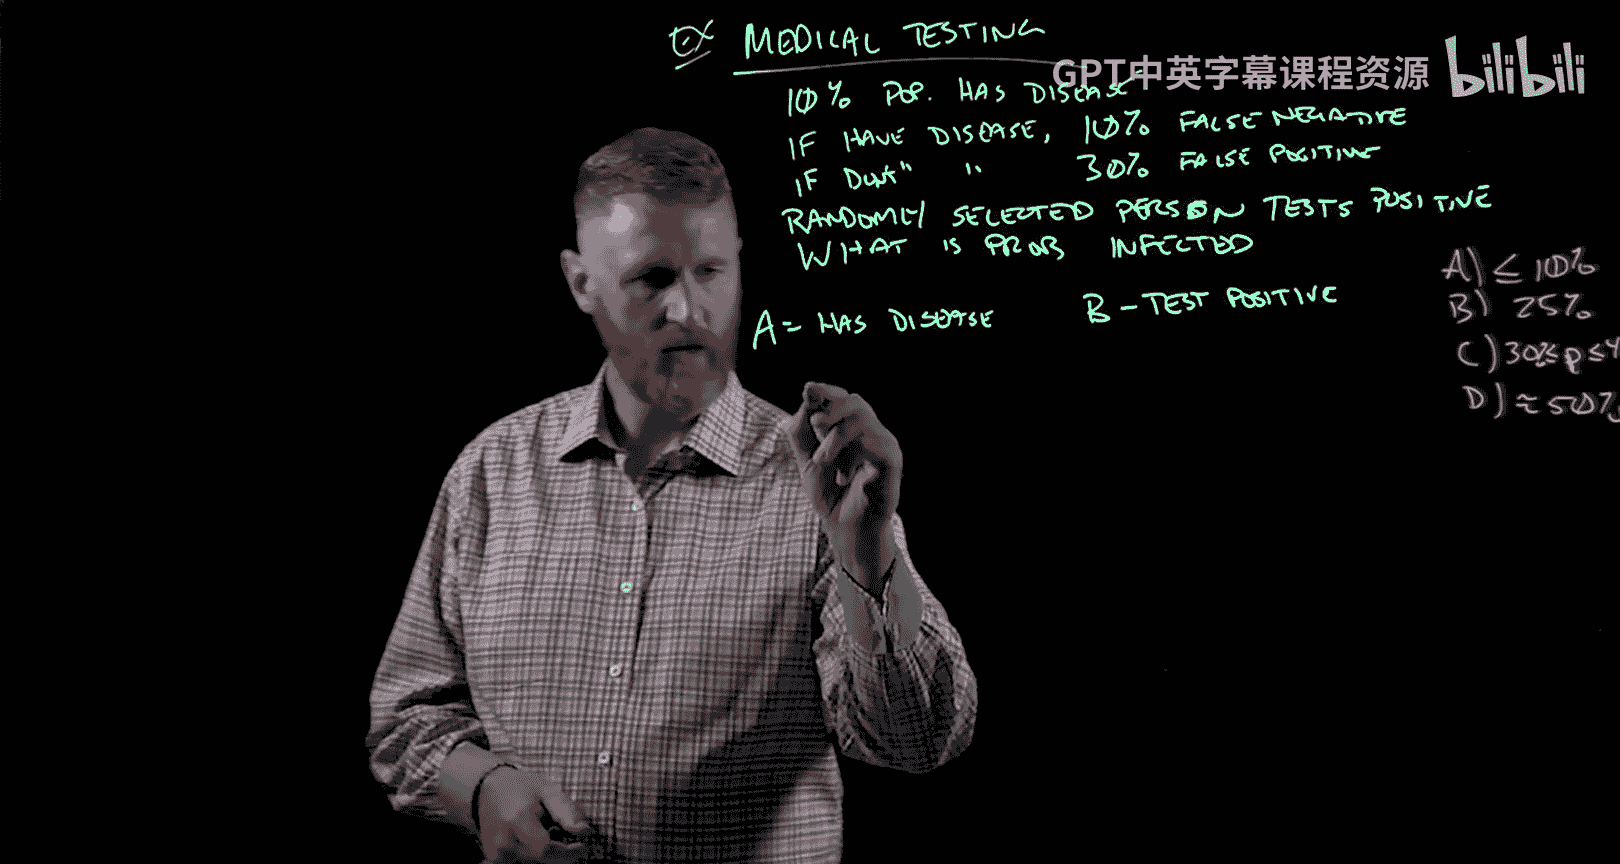 EX MEDICAL TESTING
GPT中英字幕课程资源 bilibili
10% POP. HAS DISEASE
IF HAVE DISEASE, 10% FALSE NEGATIVE
IF DON'T " 30% FALSE POSITIVE
RANDOMLY SELECTED PERSON TESTS POSITIVE
WHAT IS PROB INFECTED
A = HAS DISEASE B - TEST POSITIVE
A) ≤ 10%
B) 25%
C) 30% ≤ p ≤ 4
D) ≈ 50%